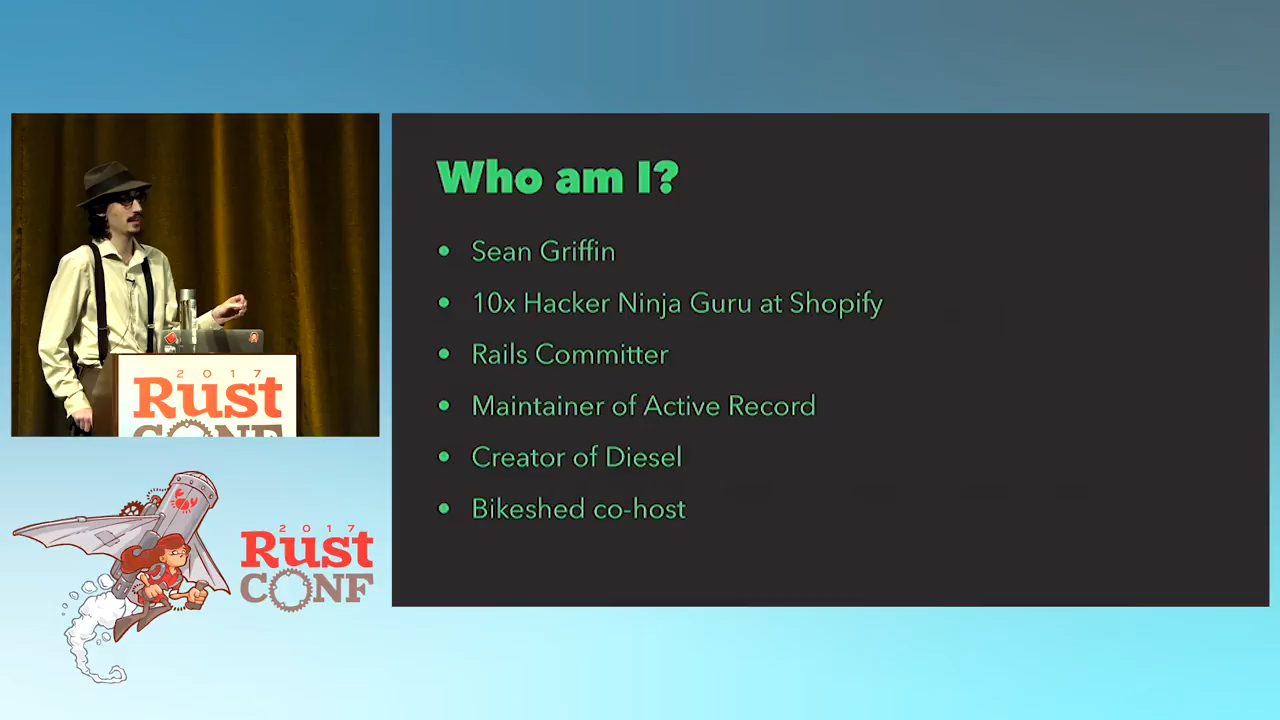 Who am I?
• Sean Griffin
• 10x Hacker Ninja Guru at Shopify
• Rails Committer
• Maintainer of Active Record
• Creator of Diesel
• Bikeshed co-host
2017
Rust
CONF
2017
Rust
CONF